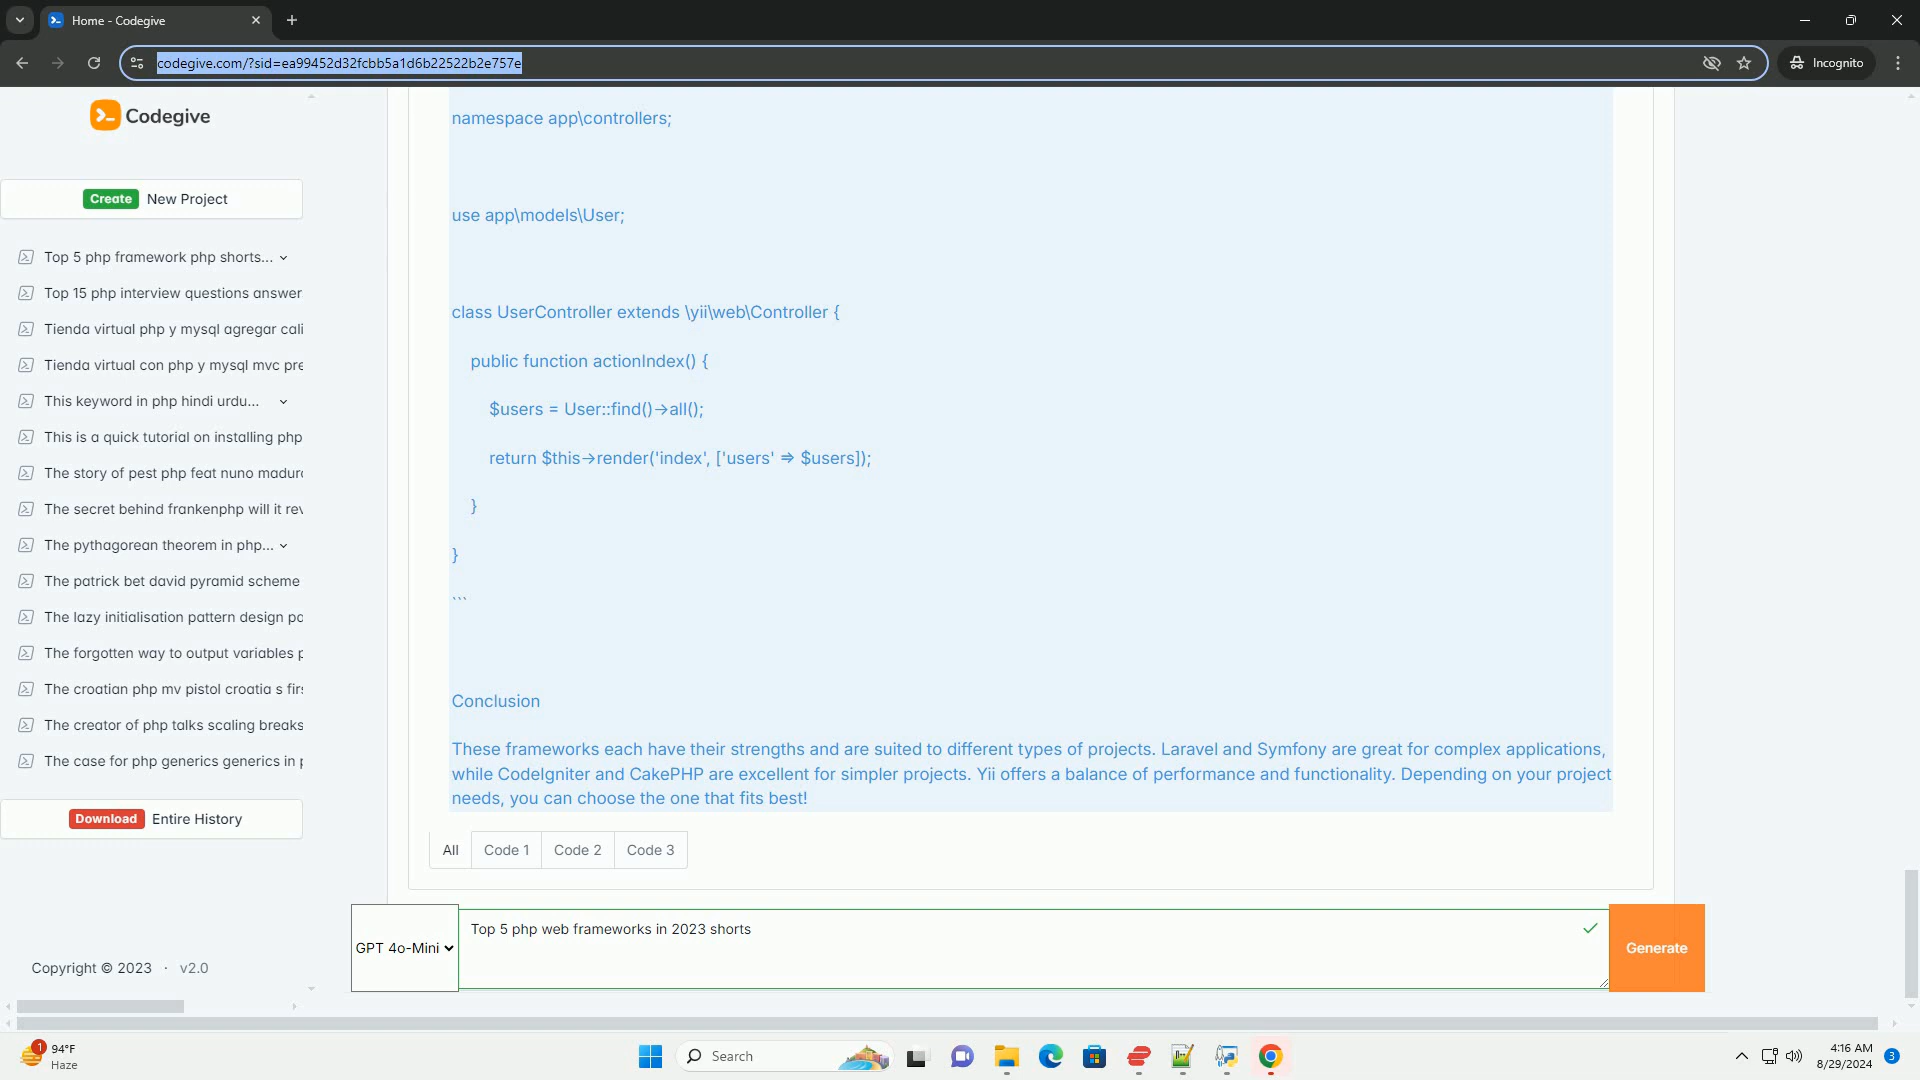 Home - Codegive
codegive.com/?sid=ea99452d32fcbb5a1d6b22522b2e757e
Incognito
Codegive
Create New Project
Top 5 php framework php shorts...
Top 15 php interview questions answer
Tienda virtual php y mysql agregar cali
Tienda virtual con php y mysql mvc pre
This keyword in php hindi urdu...
This is a quick tutorial on installing php
The story of pest php feat nuno madur
The secret behind frankenphp will it rev
The pythagorean theorem in php...
The patrick bet david pyramid scheme
The lazy initialisation pattern design pa
The forgotten way to output variables p
The croatian php mv pistol croatia s firs
The creator of php talks scaling breaks
The case for php generics generics in p
Download Entire History
Copyright © 2023 · v2.0
namespace app\controllers;
use app\models\User;
class UserController extends \yii\web\Controller {
public function actionIndex() {
$users = User::find()->all();
return $this->render('index', ['users' => $users]);
}
}
```
Conclusion
These frameworks each have their strengths and are suited to different types of projects. Laravel and Symfony are great for complex applications,
while CodeIgniter and CakePHP are excellent for simpler projects. Yii offers a balance of performance and functionality. Depending on your project
needs, you can choose the one that fits best!
All Code 1 Code 2 Code 3
GPT 4o-Mini
Top 5 php web frameworks in 2023 shorts
Generate
1
94°F
Haze
Search
4:16 AM
8/29/2024
3